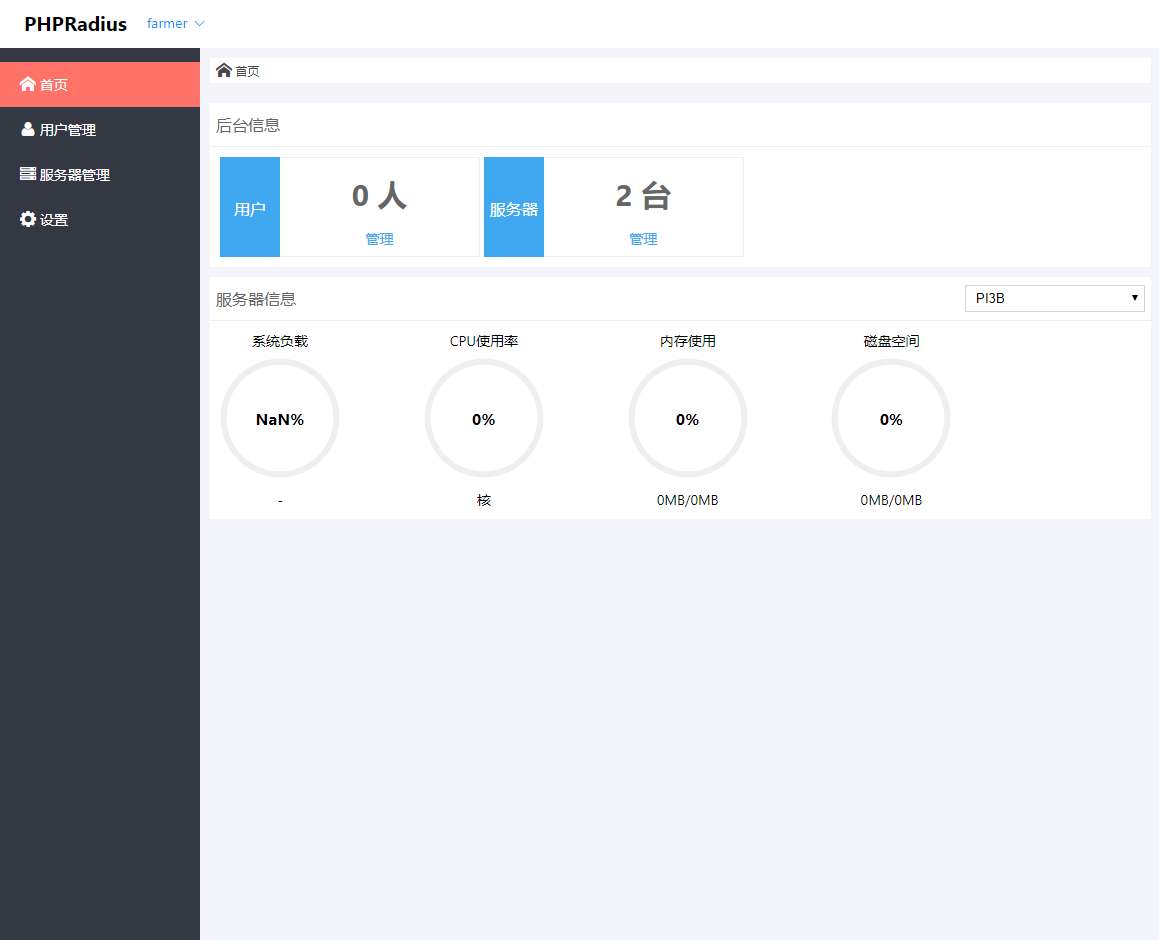 PHPRadius farmer
首页
用户管理
服务器管理
设置
首页
后台信息
用户
0 人
管理
服务器
2 台
管理
服务器信息
PI3B
系统负载 CPU使用率 内存使用 磁盘空间
NaN% 0% 0% 0%
- 核 0MB/0MB 0MB/0MB